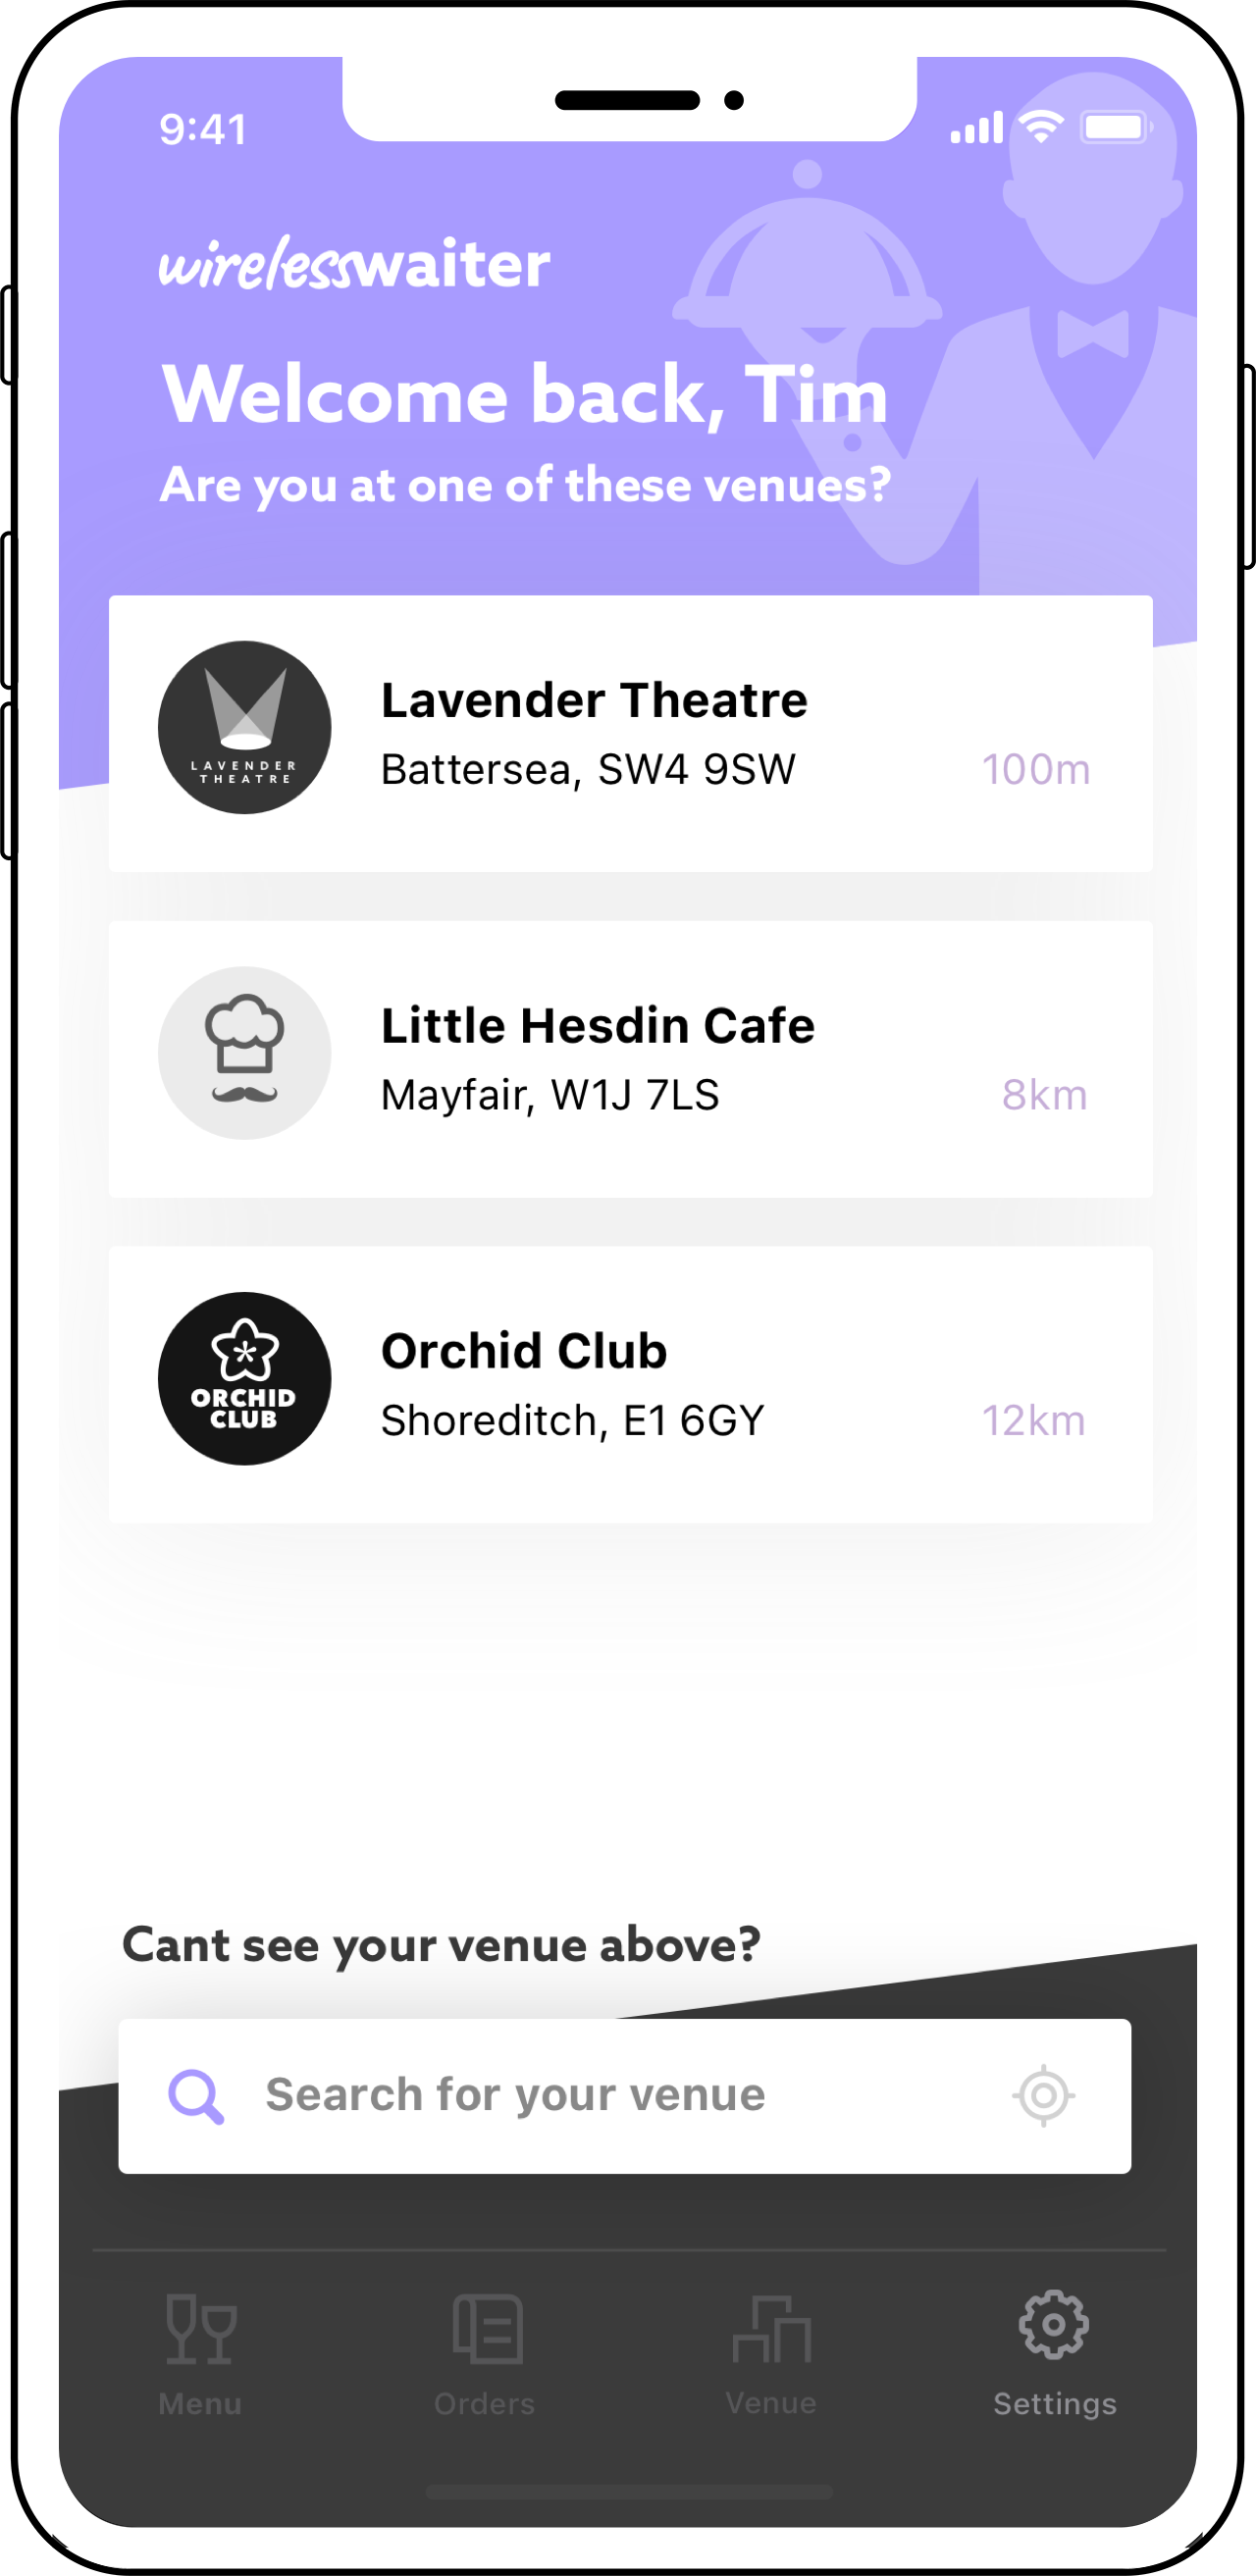 9:41
wirelesswaiter
Welcome back, Tim
Are you at one of these venues?
LAVENDER
THEATRE
Lavender Theatre
Battersea, SW4 9SW
100m
Little Hesdin Cafe
Mayfair, W1J 7LS
8km
ORCHID
CLUB
Orchid Club
Shoreditch, E1 6GY
12km
Cant see your venue above?
Search for your venue
Menu
Orders
Venue
Settings